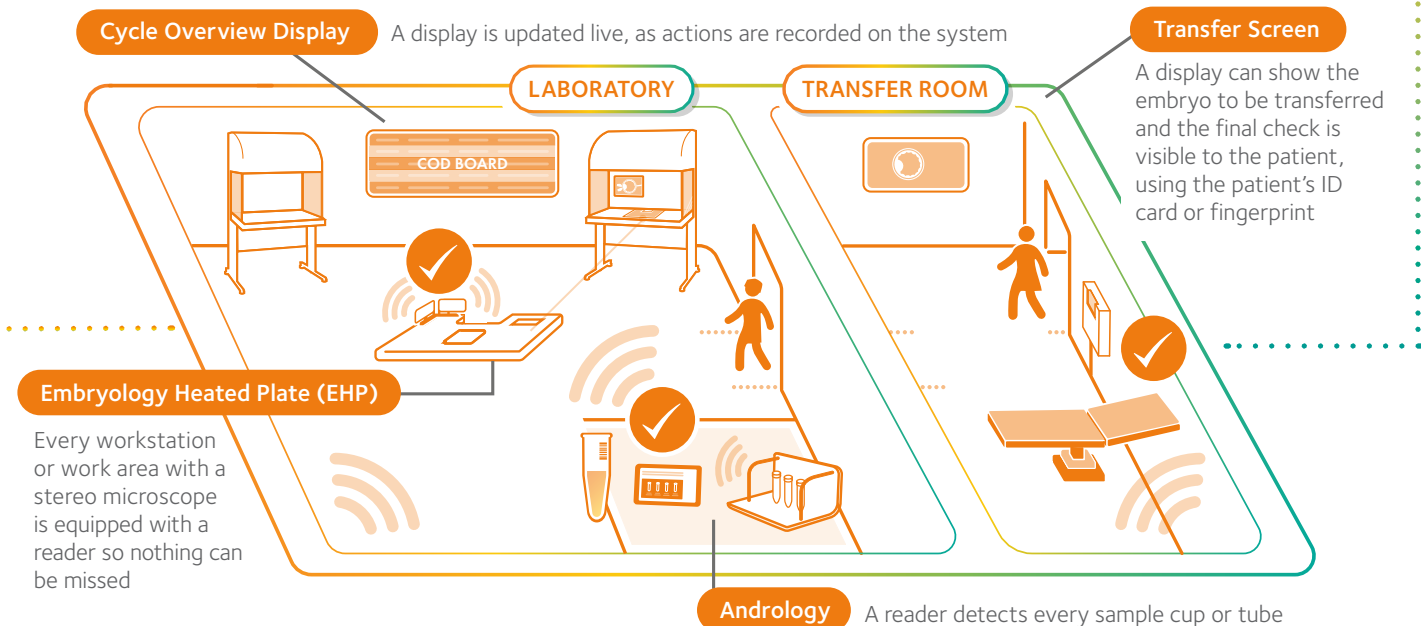 Cycle Overview Display
A display is updated live, as actions are recorded on the system
Transfer Screen
A display can show the
embryo to be transferred
and the final check is
visible to the patient,
using the patient's ID
card or fingerprint
LABORATORY
TRANSFER ROOM
COD BOARD
Embryology Heated Plate (EHP)
Every workstation
or work area with a
stereo microscope
is equipped with a
reader so nothing can
be missed
Andrology
A reader detects every sample cup or tube